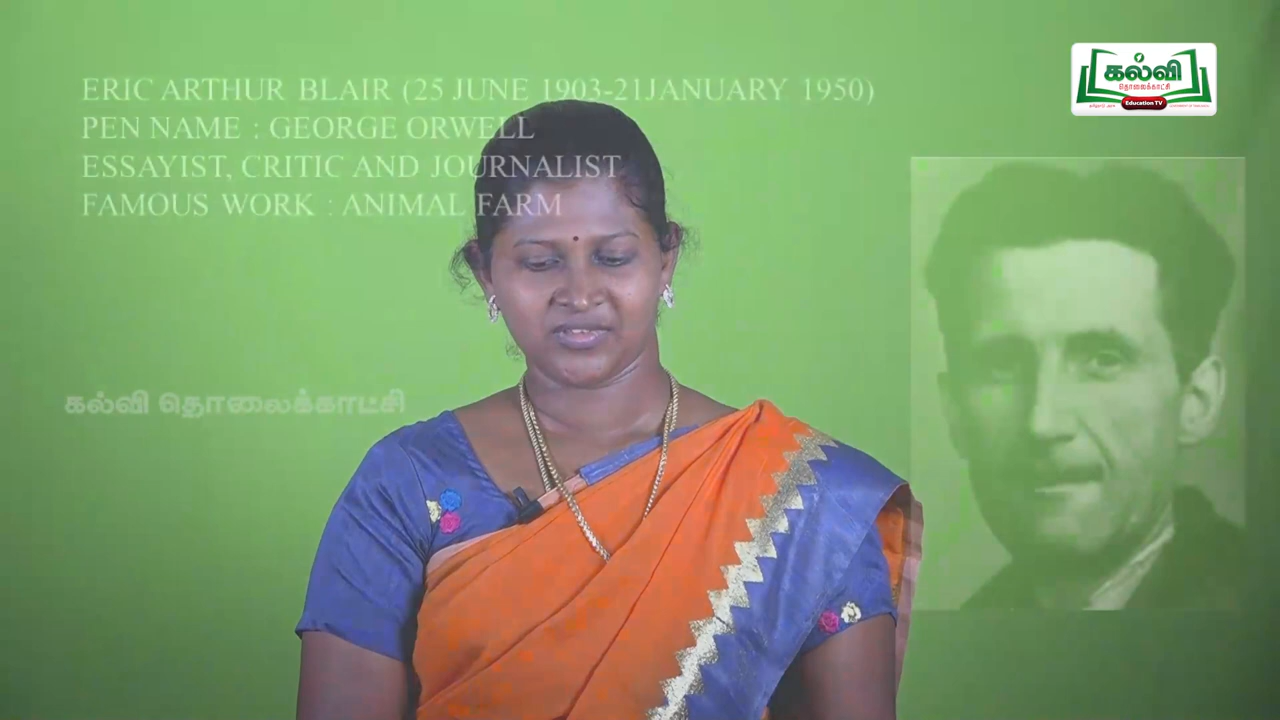 ERIC ARTHUR BLAIR (25 JUNE 1903-21JANUARY 1950)
PEN NAME : GEORGE ORWELL
ESSAYIST, CRITIC AND JOURNALIST
FAMOUS WORK : ANIMAL FARM
கல்வி
தொலைக்காட்சி
Education TV
கல்வி தொலைக்காட்சி